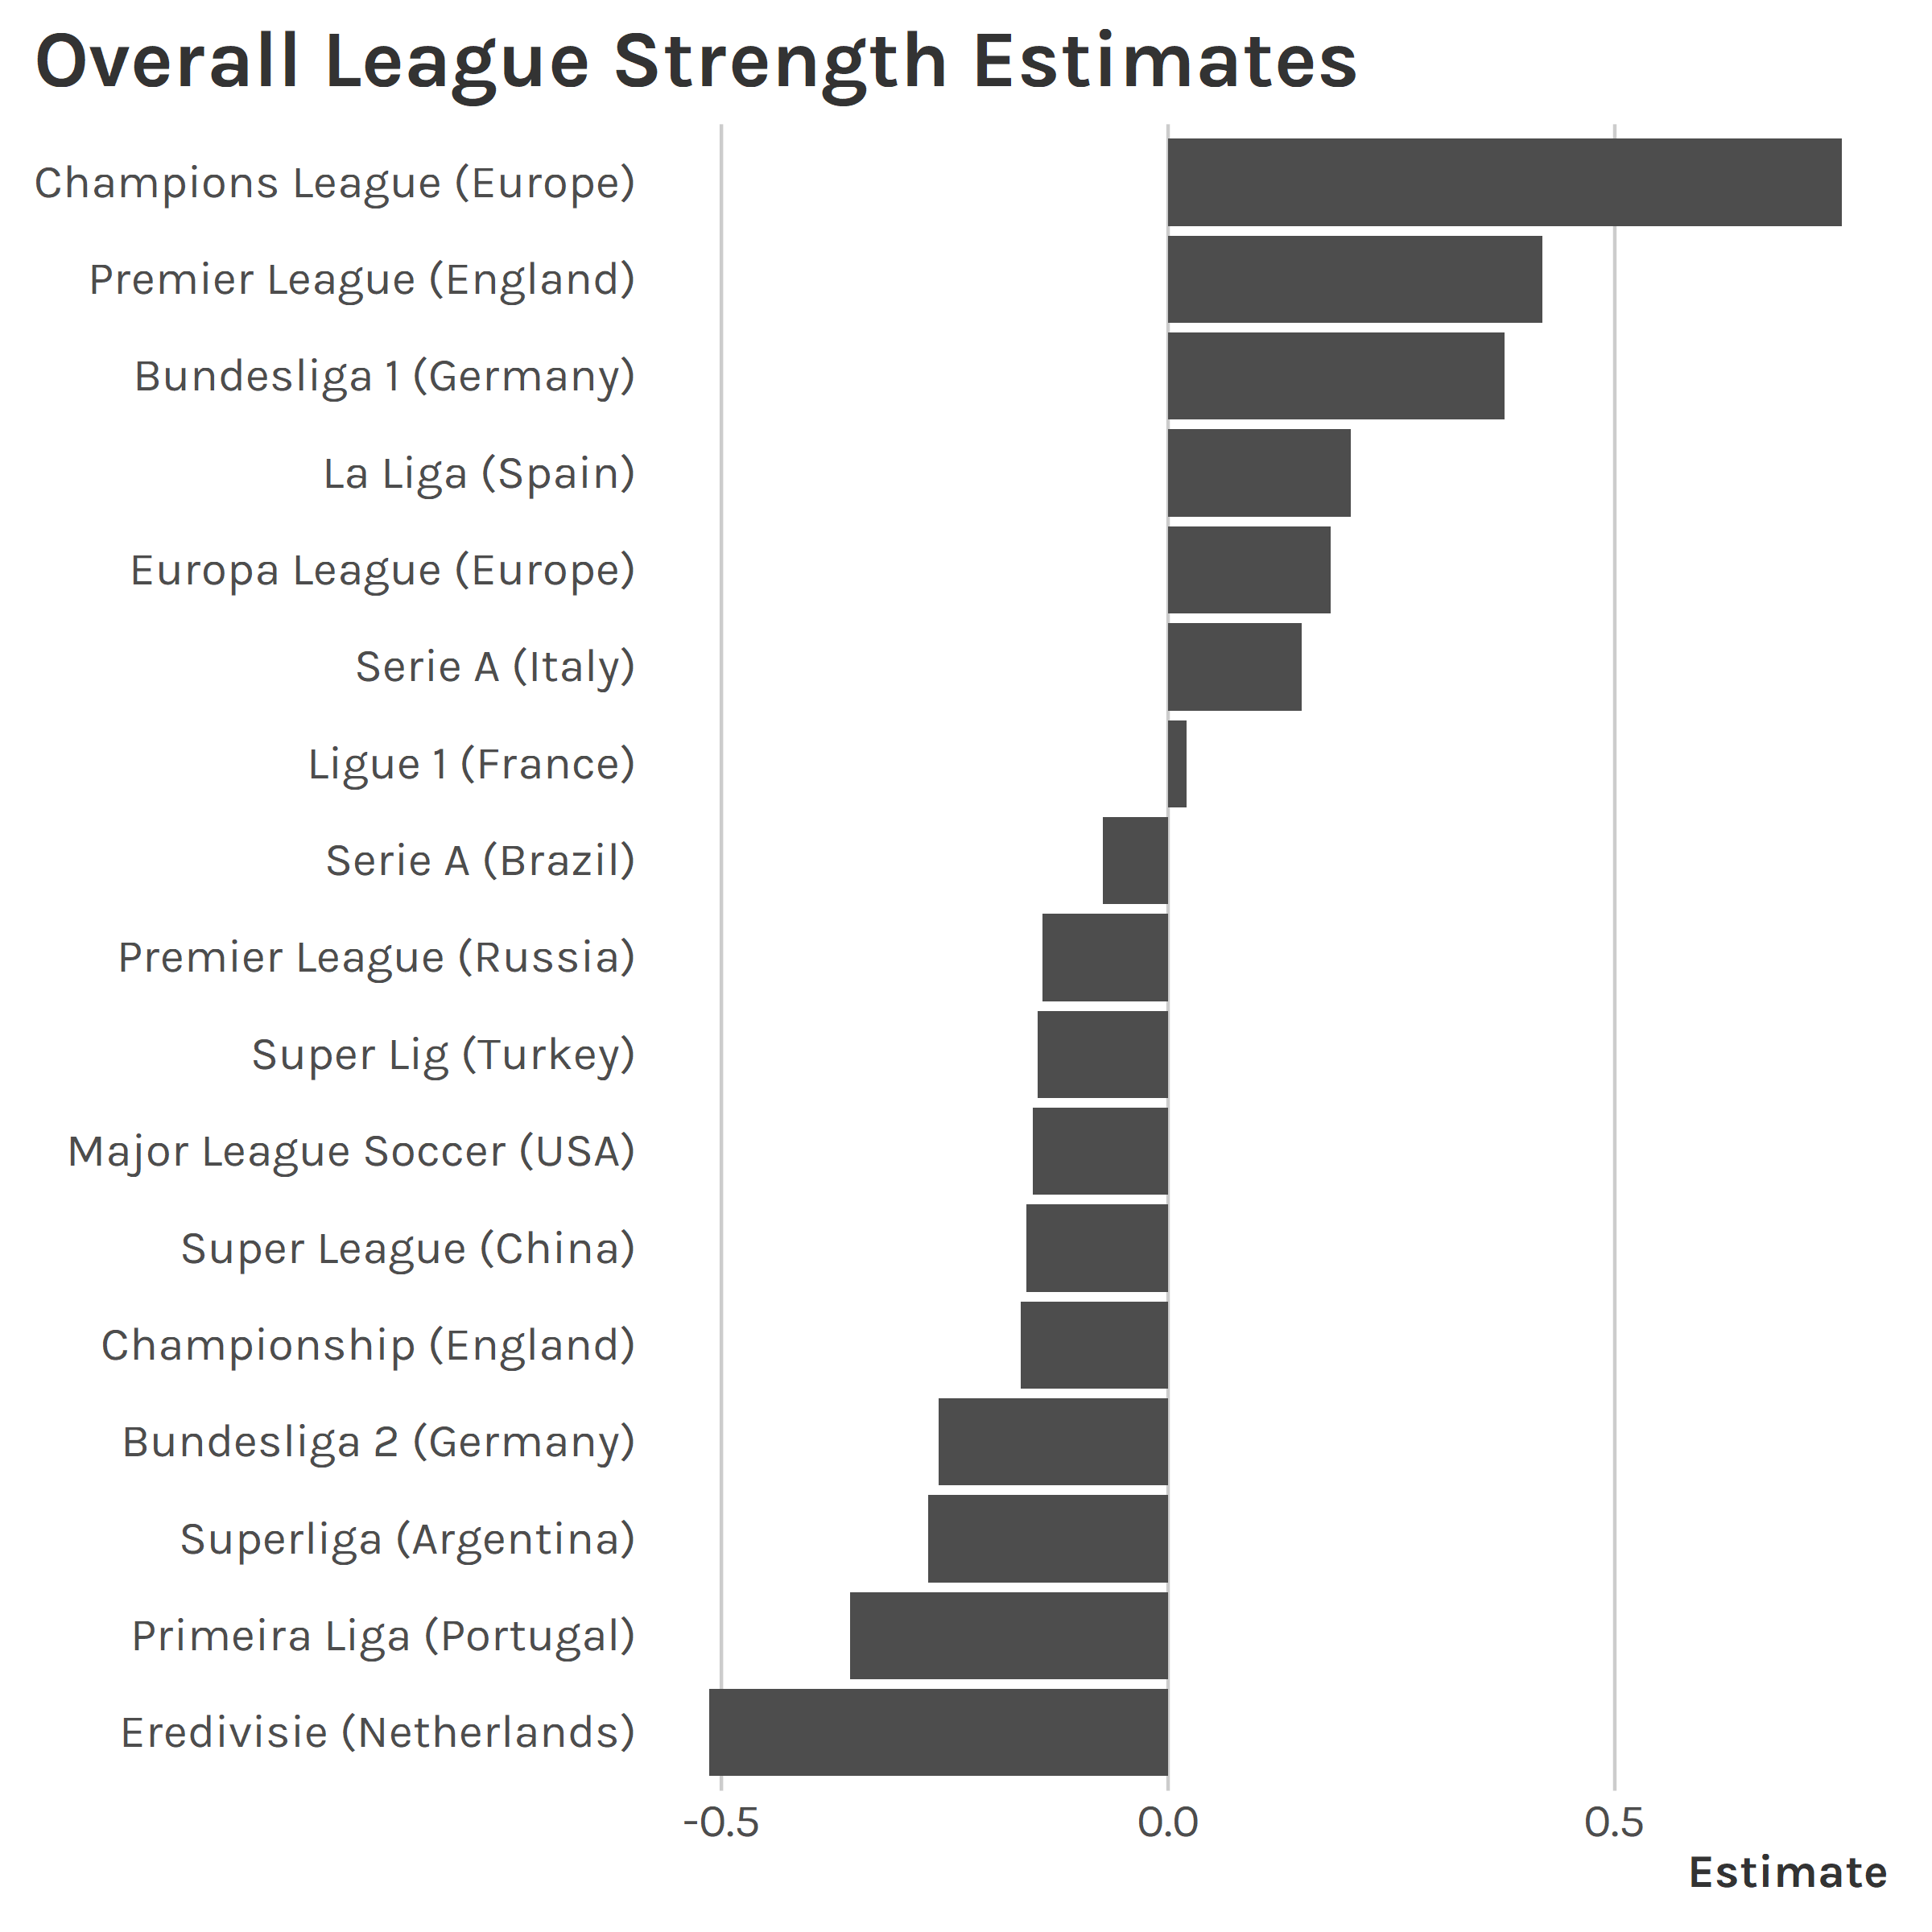 Overall League Strength Estimates
Champions League (Europe)
Premier League (England)
Bundesliga 1 (Germany)
La Liga (Spain)
Europa League (Europe)
Serie A (Italy)
Ligue 1 (France)
Serie A (Brazil)
Premier League (Russia)
Super Lig (Turkey)
Major League Soccer (USA)
Super League (China)
Championship (England)
Bundesliga 2 (Germany)
Superliga (Argentina)
Primeira Liga (Portugal)
Eredivisie (Netherlands)
-0.5 0.0 0.5
Estimate